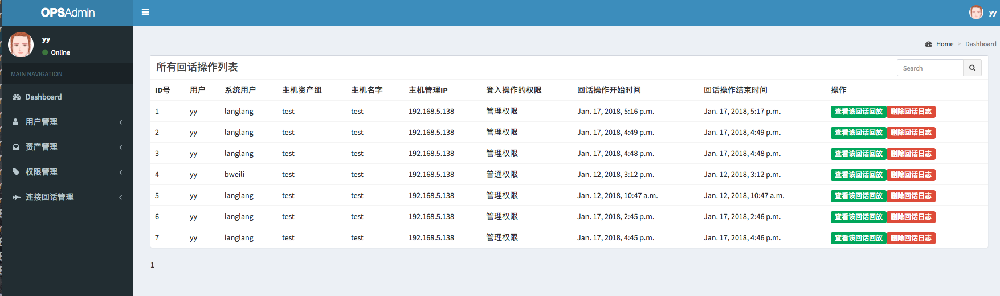 OPSAdmin
yy
yy
Online
MAIN NAVIGATION
Dashboard
用户管理
资产管理
权限管理
连接回话管理
Home > Dashboard
所有回话操作列表
Search
ID号 用户 系统用户 主机资产组 主机名字 主机管理IP 登入操作的权限 回话操作开始时间 回话操作结束时间 操作
1 yy langlang test test 192.168.5.138 管理权限 Jan. 17, 2018, 5:16 p.m. Jan. 17, 2018, 5:17 p.m. 查看该回话回放 删除回话日志
2 yy langlang test test 192.168.5.138 管理权限 Jan. 17, 2018, 4:49 p.m. Jan. 17, 2018, 4:49 p.m. 查看该回话回放 删除回话日志
3 yy langlang test test 192.168.5.138 管理权限 Jan. 17, 2018, 4:48 p.m. Jan. 17, 2018, 4:48 p.m. 查看该回话回放 删除回话日志
4 yy bweili test test 192.168.5.138 普通权限 Jan. 12, 2018, 3:12 p.m. Jan. 12, 2018, 3:12 p.m. 查看该回话回放 删除回话日志
5 yy langlang test test 192.168.5.138 管理权限 Jan. 12, 2018, 10:47 a.m. Jan. 12, 2018, 10:47 a.m. 查看该回话回放 删除回话日志
6 yy langlang test test 192.168.5.138 管理权限 Jan. 17, 2018, 2:45 p.m. Jan. 17, 2018, 2:46 p.m. 查看该回话回放 删除回话日志
7 yy langlang test test 192.168.5.138 管理权限 Jan. 17, 2018, 4:45 p.m. Jan. 17, 2018, 4:46 p.m. 查看该回话回放 删除回话日志
1